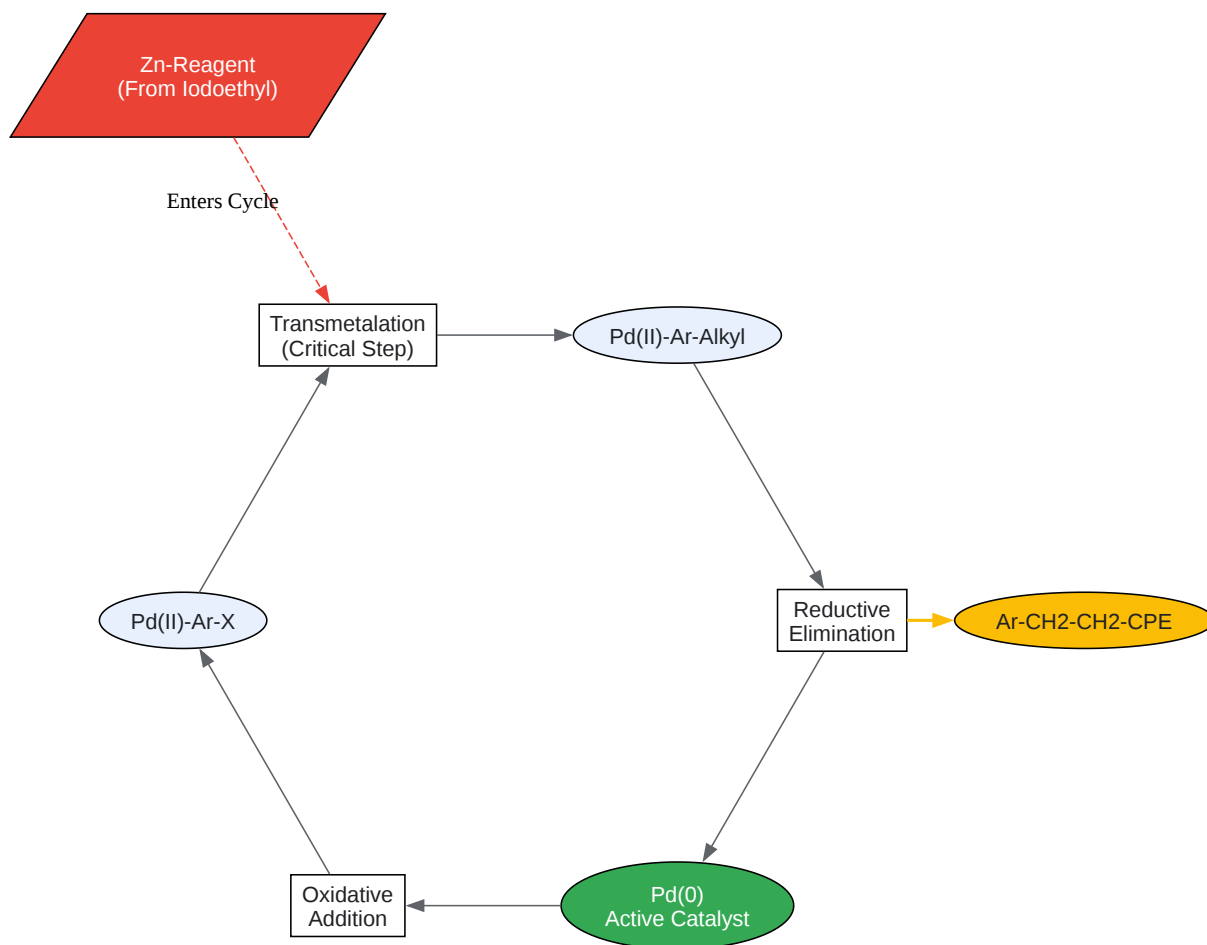 Zn-Reagent
(From Iodoethyl)
Enters Cycle
Transmetalation
(Critical Step)
Pd(II)-Ar-Alkyl
Pd(II)-Ar-X
Reductive
Elimination
Ar-CH2-CH2-CPE
Oxidative
Addition
Pd(0)
Active Catalyst